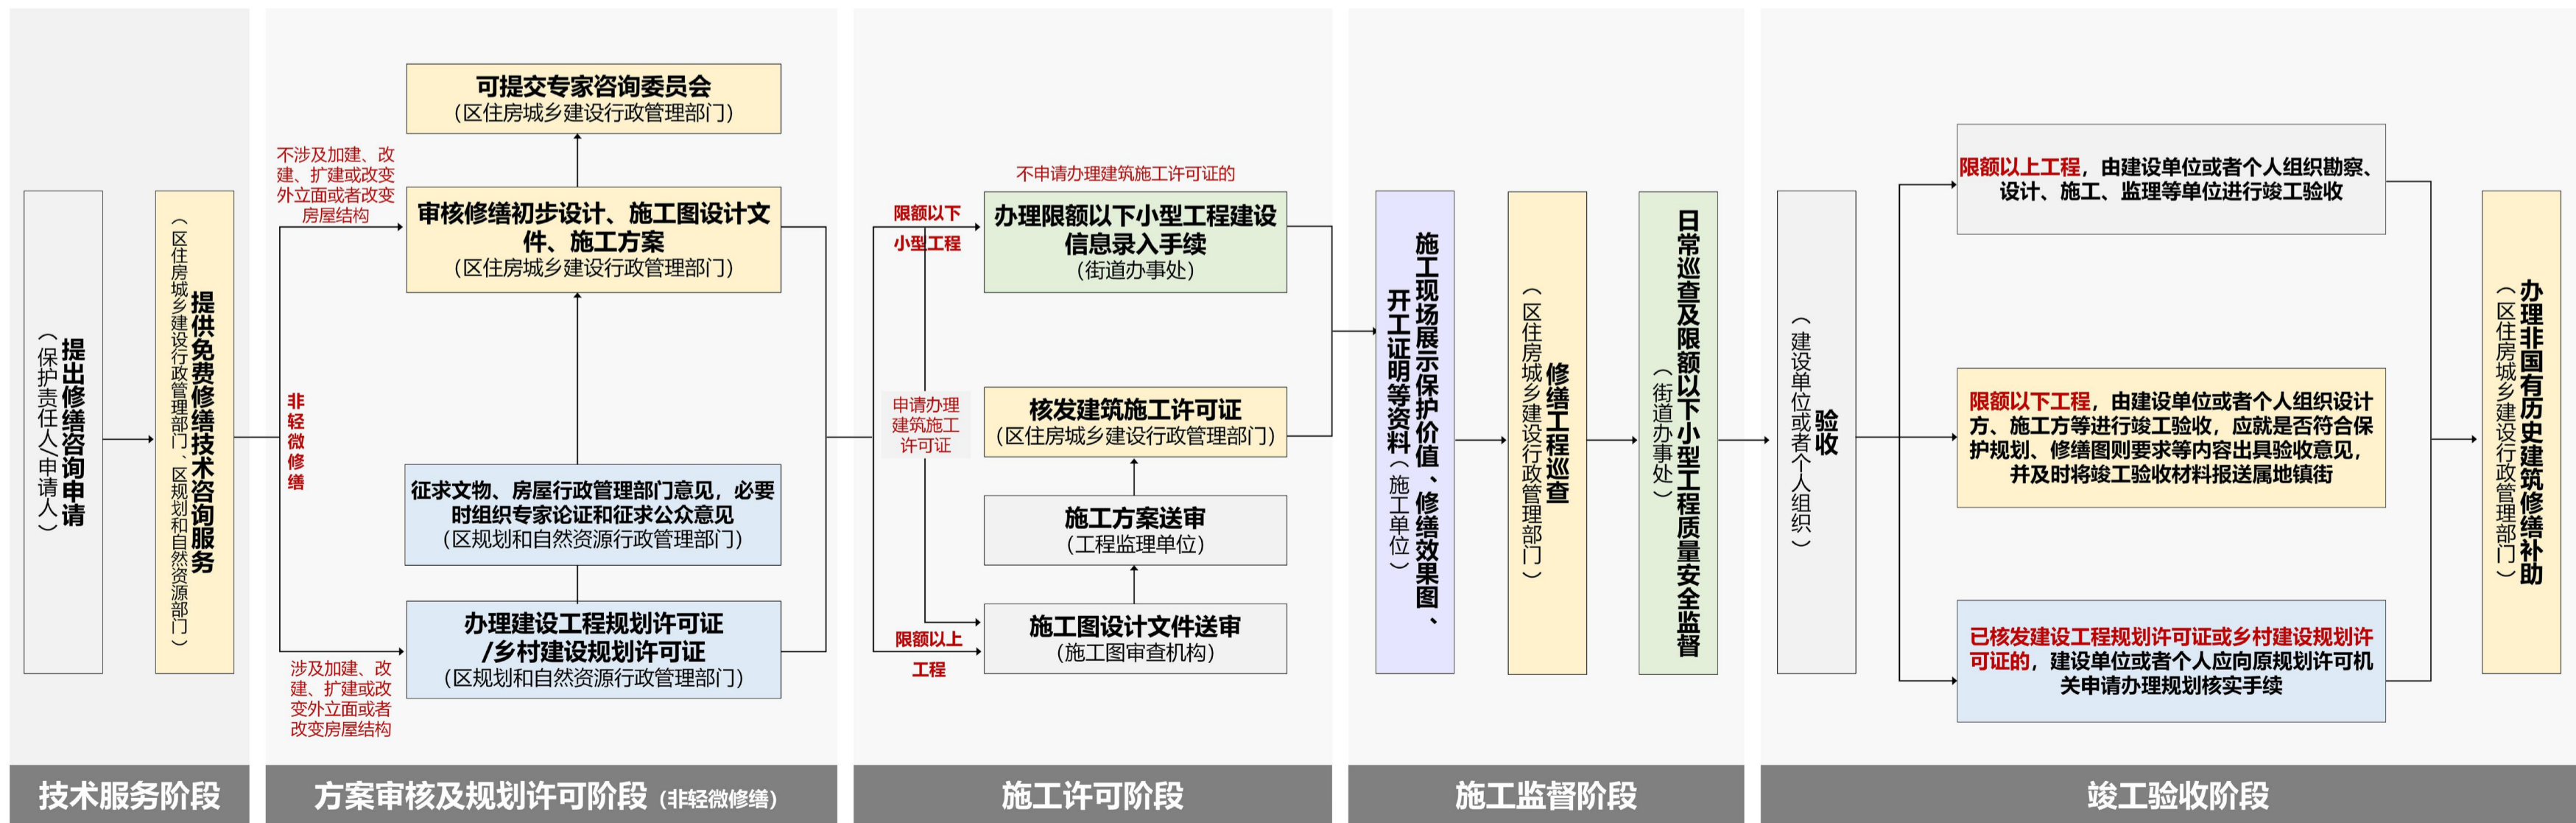 提出修缮咨询申请
（保护责任人/申请人）
提供免费修缮技术咨询服务
（区住房城乡建设行政管理部门、区规划和自然资源部门）
技术服务阶段
非轻微修缮
不涉及加建、改
建、扩建或改变
外立面或者改变
房屋结构
可提交专家咨询委员会
（区住房城乡建设行政管理部门）
审核修缮初步设计、施工图设计文
件、施工方案
（区住房城乡建设行政管理部门）
征求文物、房屋行政管理部门意见，必要
时组织专家论证和征求公众意见
（区规划和自然资源行政管理部门）
办理建设工程规划许可证
/乡村建设规划许可证
（区规划和自然资源行政管理部门）
涉及加建、改
建、扩建或改
变外立面或者
改变房屋结构
方案审核及规划许可阶段（非轻微修缮）
限额以下
小型工程
不申请办理建筑施工许可证的
办理限额以下小型工程建设
信息录入手续
（街道办事处）
申请办理
建筑施工
许可证
核发建筑施工许可证
（区住房城乡建设行政管理部门）
施工方案送审
（工程监理单位）
施工图设计文件送审
（施工图审查机构）
限额以上
工程
施工许可阶段
施工现场展示保护价值、修缮效果图、
开工证明等资料（施工单位）
修缮工程巡查
（区住房城乡建设行政管理部门）
日常巡查及限额以下小型工程质量安全监督
（街道办事处）
施工监督阶段
验收
（建设单位或者个人组织）
限额以上工程，由建设单位或者个人组织勘察、
设计、施工、监理等单位进行竣工验收
限额以下工程，由建设单位或者个人组织设计
方、施工方等进行竣工验收，应就是否符合保
护规划、修缮图则要求等内容出具验收意见，
并及时将竣工验收材料报送属地镇街
已核发建设工程规划许可证或乡村建设规划许
可证的，建设单位或者个人应向原规划许可机
关申请办理规划核实手续
办理非国有历史建筑修缮补助
（区住房城乡建设行政管理部门）
竣工验收阶段